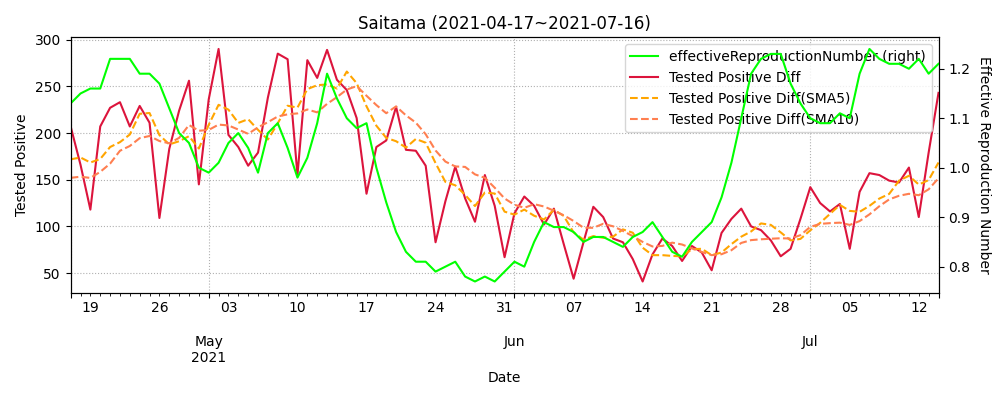 Saitama (2021-04-17~2021-07-16)
effectiveReproductionNumber (right)
Tested Positive Diff
Tested Positive Diff(SMA5)
Tested Positive Diff(SMA10)
Tested Positive
300
250
200
150
100
50
Effective Reproduction Number
1.2
1.1
1.0
0.9
0.8
19 26 03 10 17 24 31 07 14 21 28 05 12
May Jun Jul
2021
Date